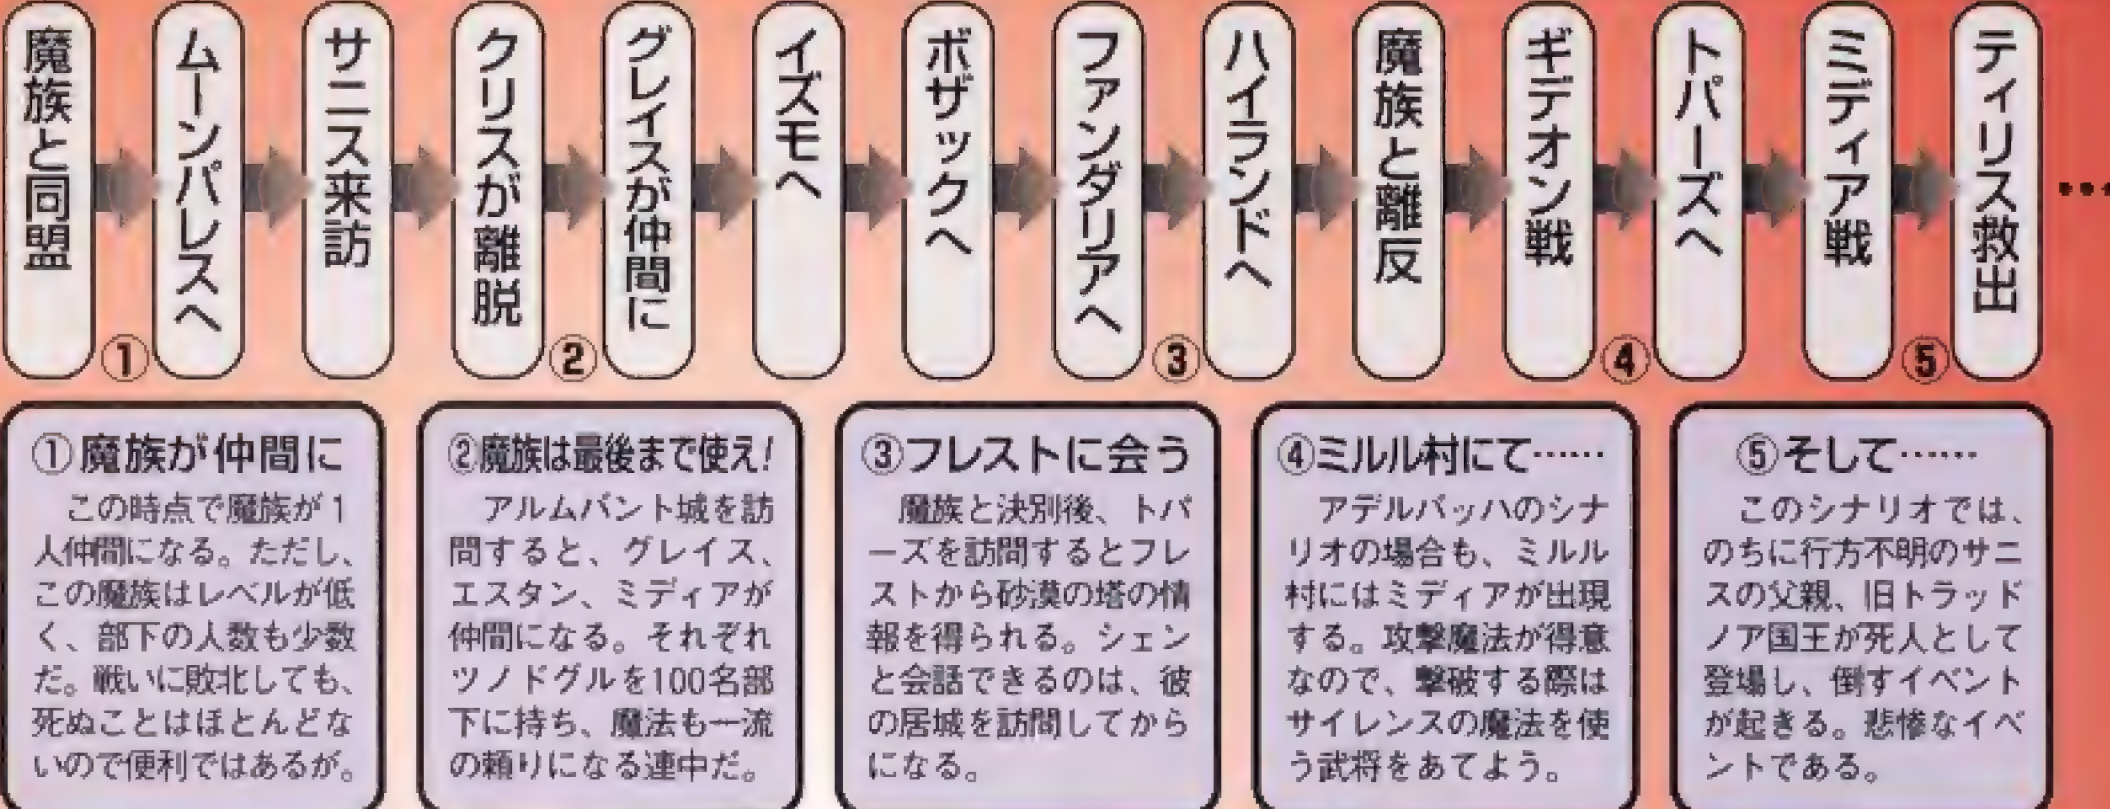 魔族と同盟
ムーンパレスへ
サニス来訪
クリスが離脱
グレイスが仲間に
イズモへ
ボザックへ
ファンダリアへ
ハイランドへ
魔族と離反
ギデオン戦
トパーズへ
ミディア戦
ティリス救出
…
①
②
③
④
⑤
①魔族が仲間に
この時点で魔族が1
人仲間になる。ただし、
この魔族はレベルが低
く、部下の人数も少数
だ。戦いに敗北しても、
死ぬことはほとんどな
いので便利ではあるが。
②魔族は最後まで使え!
アルムバント城を訪
問すると、グレイス、
エスタン、ミディアが
仲間になる。それぞれ
ツノドグルを100名部
下に持ち、魔法も一流
の頼りになる連中だ。
③フレストに会う
魔族と決別後、トパ
ーズを訪問するとフレ
ストから砂漠の塔の情
報を得られる。シェン
と会話できるのは、彼
の居城を訪問してから
になる。
④ミルル村にて……
アデルバッハのシナ
リオの場合も、ミルル
村にはミディアが出現
する。攻撃魔法が得意
なので、撃破する際は
サイレンスの魔法を使
う武将をあてよう。
⑤そして……
このシナリオでは、
のちに行方不明のサニ
スの父親、旧トラッド
ノア国王が死人として
登場し、倒すイベント
が起きる。悲惨なイベ
ントである。